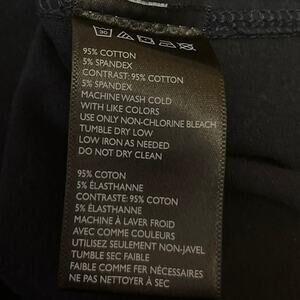 30
95% COTTON
5% SPANDEX
CONTRAST: 95% COTTON
5% SPANDEX
MACHINE WASH COLD
WITH LIKE COLORS
USE ONLY NON-CHLORINE BLEACH
TUMBLE DRY LOW
LOW IRON AS NEEDED
DO NOT DRY CLEAN
95% COTON
5% ÉLASTHANNE
CONTRASTE: 95% COTON
5% ÉLASTHANNE
MACHINE À LAVER FROID
AVEC COMME COULEURS
UTILISEZ SEULEMENT NON-JAVEL
TUMBLE SEC FAIBLE
FAIBLE COMME FER NÉCESSAIRES
NE PAS NETTOYER À SEC